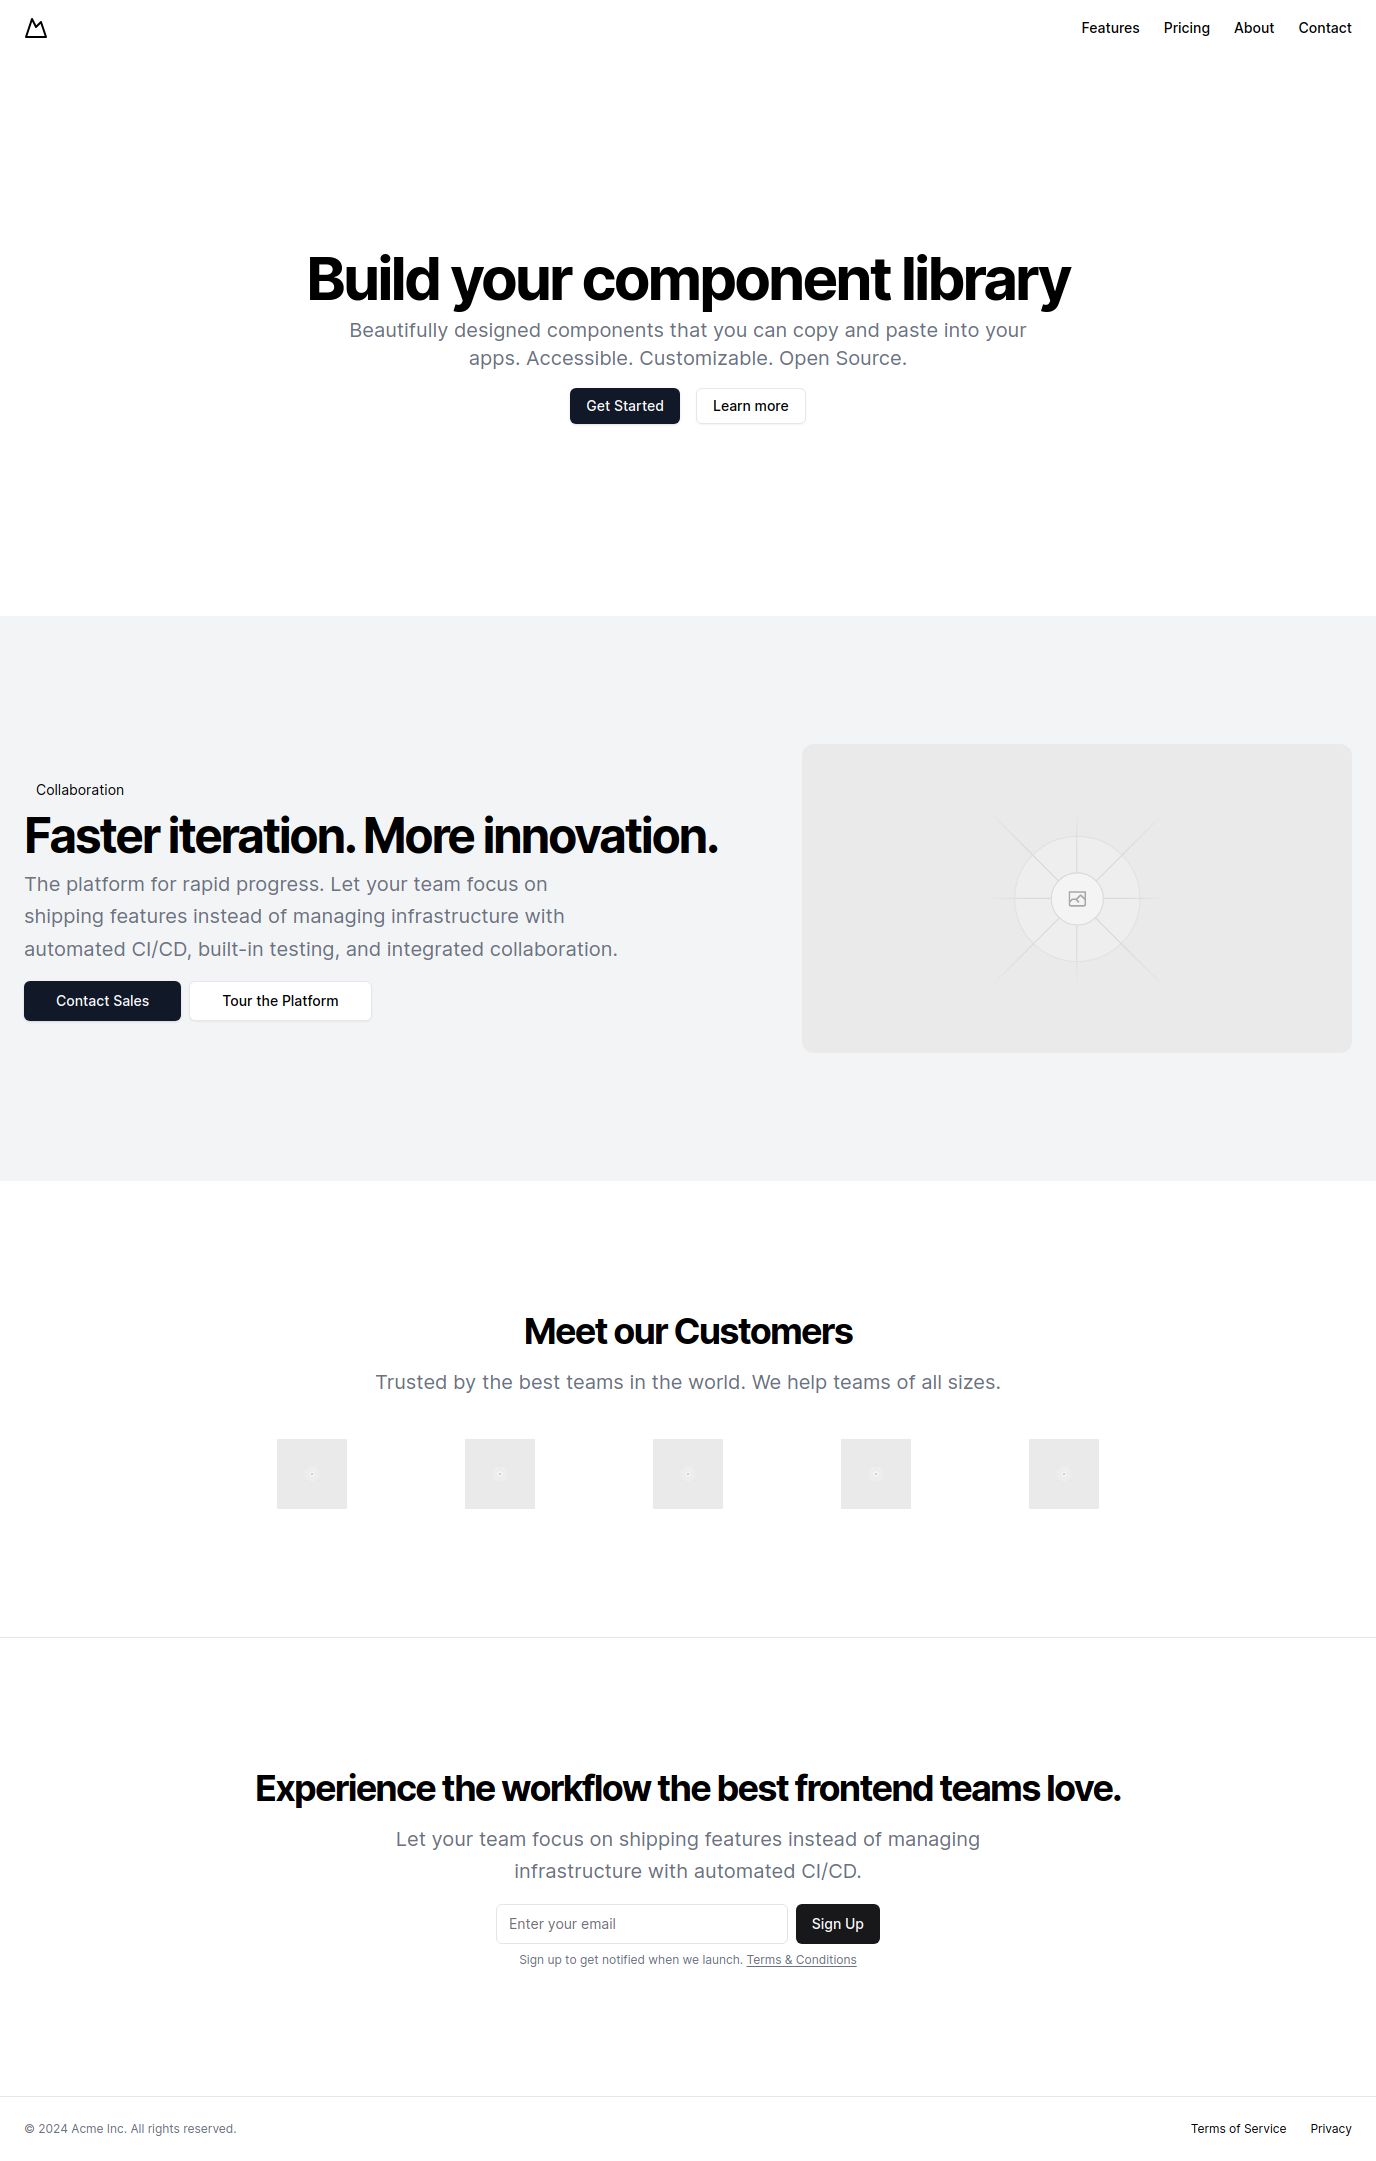 Features Pricing About Contact
Build your component library
Beautifully designed components that you can copy and paste into your
apps. Accessible. Customizable. Open Source.
Get Started Learn more
Collaboration
Faster iteration. More innovation.
The platform for rapid progress. Let your team focus on
shipping features instead of managing infrastructure with
automated CI/CD, built-in testing, and integrated collaboration.
Contact Sales Tour the Platform
Meet our Customers
Trusted by the best teams in the world. We help teams of all sizes.
Experience the workflow the best frontend teams love.
Let your team focus on shipping features instead of managing
infrastructure with automated CI/CD.
Enter your email Sign Up
Sign up to get notified when we launch. Terms & Conditions
© 2024 Acme Inc. All rights reserved. Terms of Service Privacy